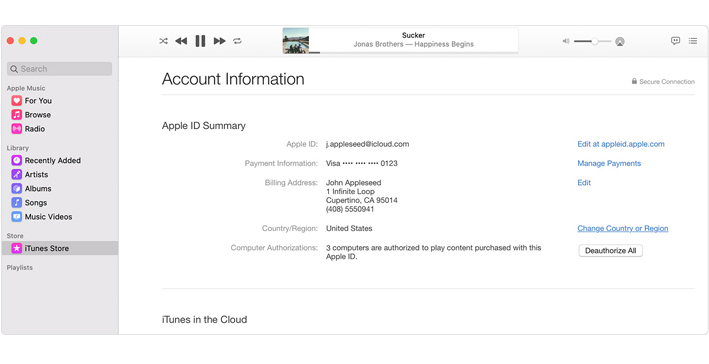 Sucker
Jonas Brothers — Happiness Begins
Search
Apple Music
For You
Browse
Radio
Library
Recently Added
Artists
Albums
Songs
Music Videos
Store
iTunes Store
Playlists
Account Information
Secure Connection
Apple ID Summary
Apple ID: j.appleseed@icloud.com Edit at appleid.apple.com
Payment Information: Visa •••• •••• •••• 0123 Manage Payments
Billing Address: John Appleseed Edit
1 Infinite Loop
Cupertino, CA 95014
(408) 5550941
Country/Region: United States Change Country or Region
Computer Authorizations: 3 computers are authorized to play content purchased with this Deauthorize All
Apple ID.
iTunes in the Cloud